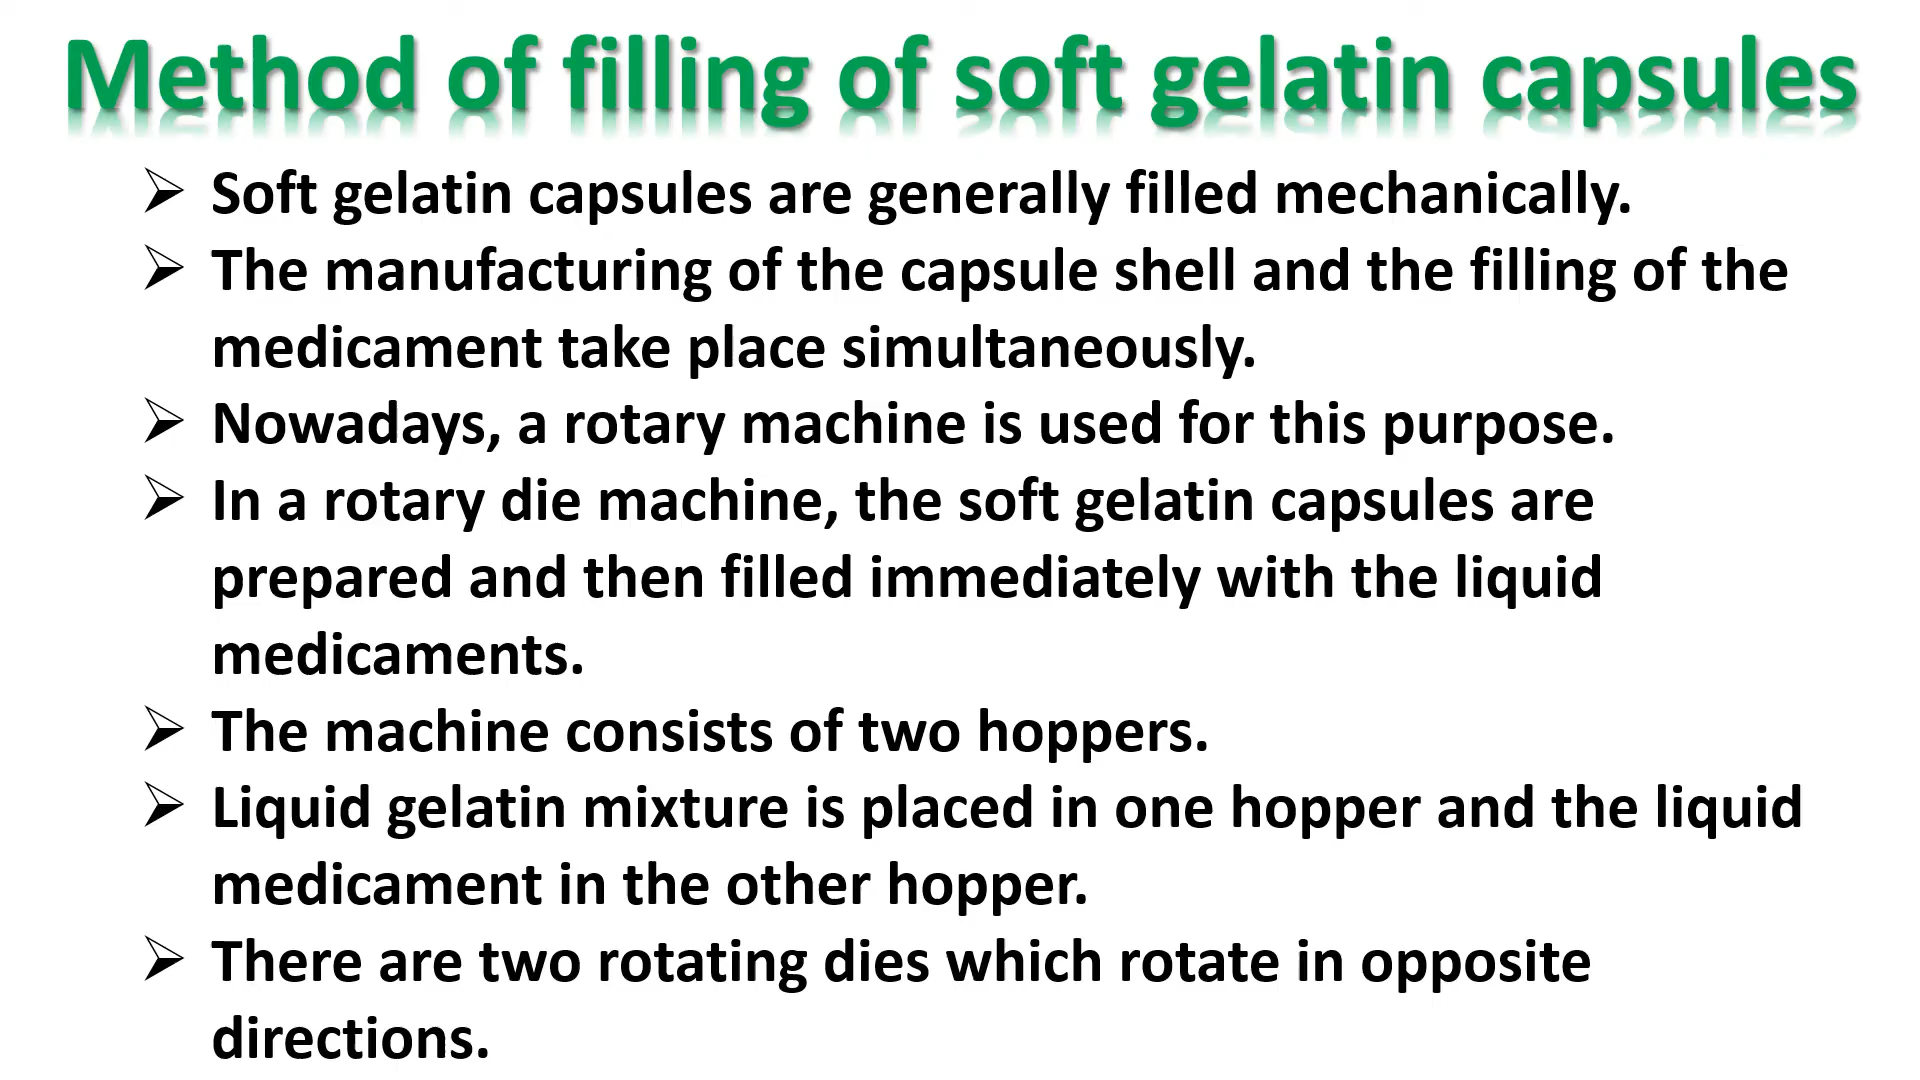 Method of filling of soft gelatin capsules
➢ Soft gelatin capsules are generally filled mechanically.
➢ The manufacturing of the capsule shell and the filling of the
medicament take place simultaneously.
➢ Nowadays, a rotary machine is used for this purpose.
➢ In a rotary die machine, the soft gelatin capsules are
prepared and then filled immediately with the liquid
medicaments.
➢ The machine consists of two hoppers.
➢ Liquid gelatin mixture is placed in one hopper and the liquid
medicament in the other hopper.
➢ There are two rotating dies which rotate in opposite
directions.